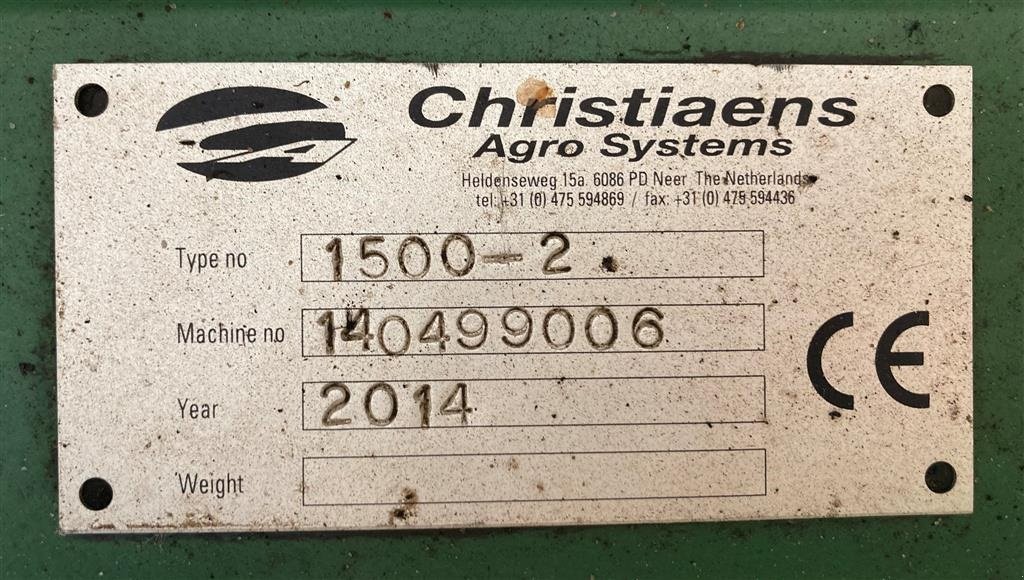 Christiaens
Agro Systems
Heldenseweg 15a 6086 PD Neer The Netherlands
tel: +31 (0) 475 594869 / fax: +31 (0) 475 594436
Type no 1500-2
Machine no 140499006
Year 2014
Weight
CE